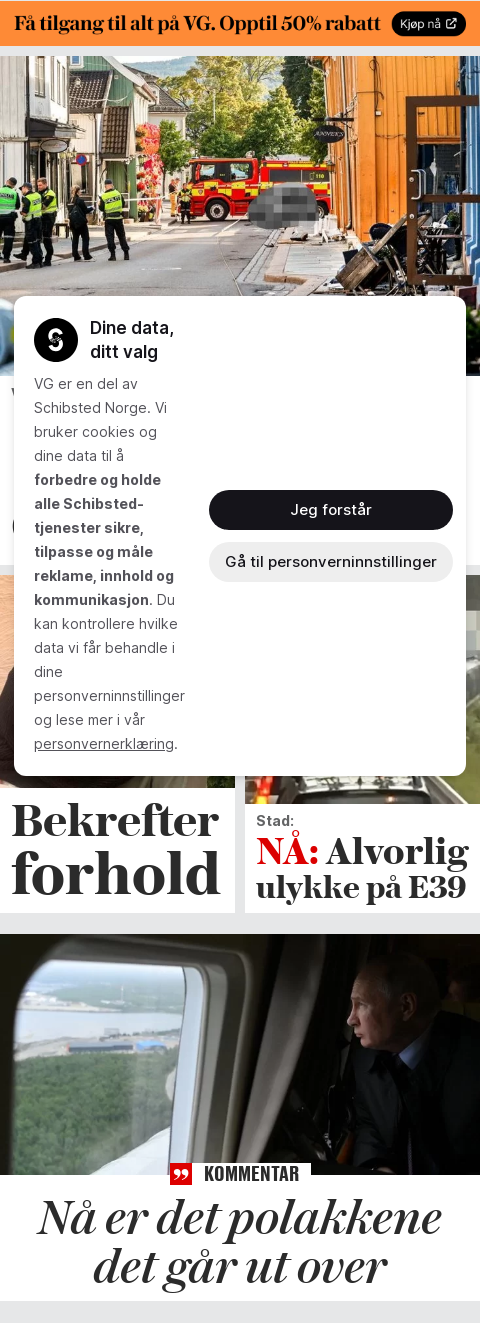 Få tilgang til alt på VG. Opptil 50% rabatt
Kjøp nå
Dine data,
ditt valg
VG er en del av
Schibsted Norge. Vi
bruker cookies og
dine data til å
forbedre og holde
alle Schibsted-
tjenester sikre,
tilpasse og måle
reklame, innhold og
kommunikasjon. Du
kan kontrollere hvilke
data vi får behandle i
dine
personverninnstillinger
og lese mer i vår
personvernerklæring.
Jeg forstår
Gå til personverninnstillinger
Bekrefter
forhold
Stad:
NÅ: Alvorlig
ulykke på E39
KOMMENTAR
Nå er det polakkene
det går ut over